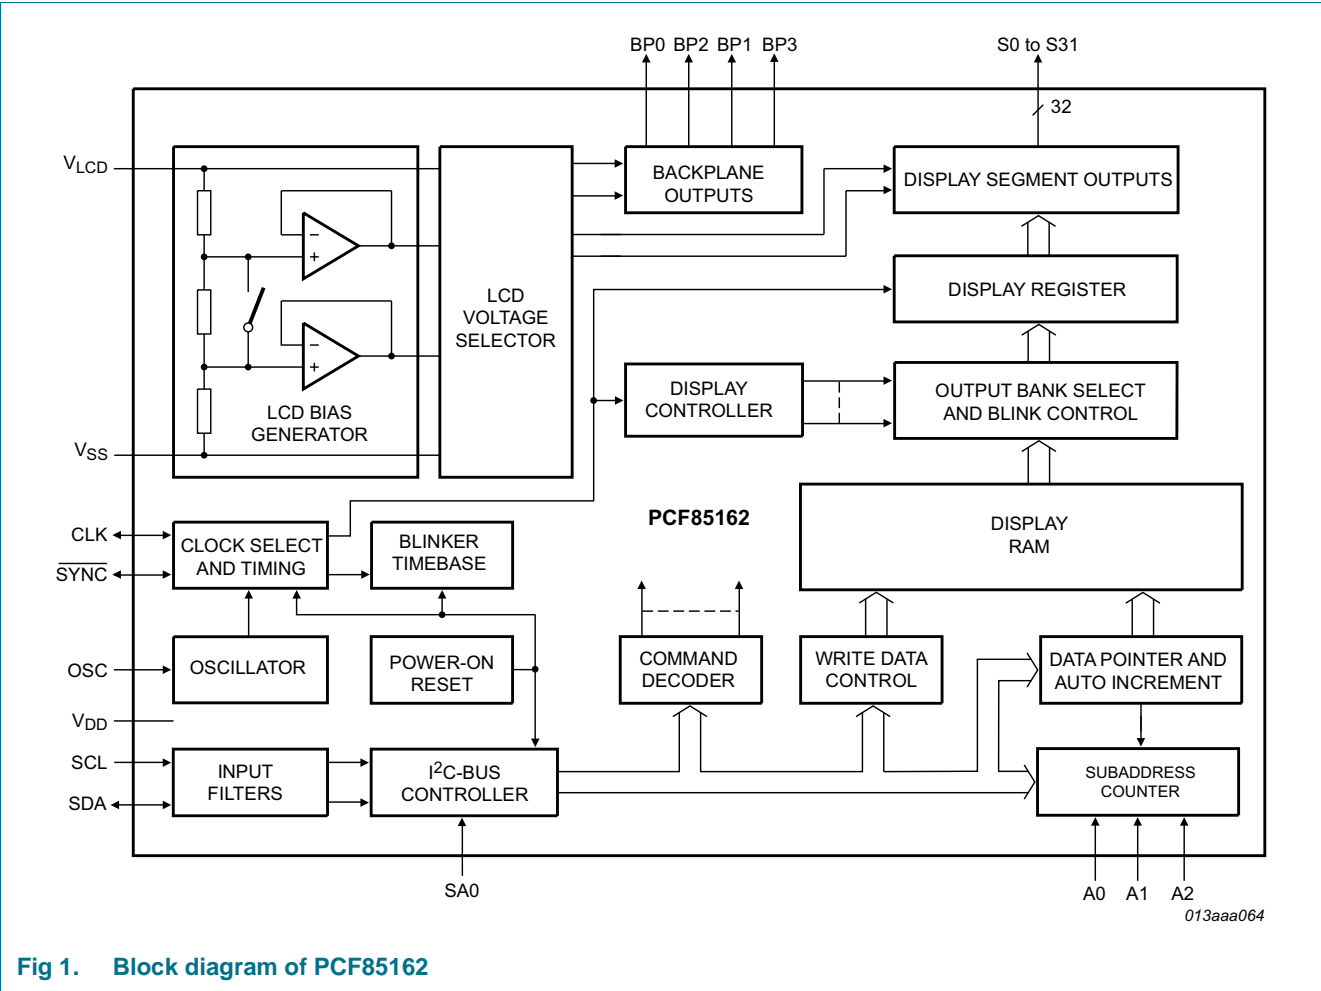 BP0 BP2 BP1 BP3
S0 to S31
32
VLCD
BACKPLANE
OUTPUTS
DISPLAY SEGMENT OUTPUTS
−
+
DISPLAY REGISTER
LCD
VOLTAGE
SELECTOR
−
+
DISPLAY
CONTROLLER
OUTPUT BANK SELECT
AND BLINK CONTROL
LCD BIAS
GENERATOR
VSS
PCF85162
DISPLAY
RAM
CLK
SYNC
CLOCK SELECT
AND TIMING
BLINKER
TIMEBASE
OSC
OSCILLATOR
POWER-ON
RESET
COMMAND
DECODER
WRITE DATA
CONTROL
DATA POINTER AND
AUTO INCREMENT
VDD
SCL
SDA
INPUT
FILTERS
I2C-BUS
CONTROLLER
SUBADDRESS
COUNTER
SA0
A0 A1 A2
013aaa064
Fig 1. Block diagram of PCF85162